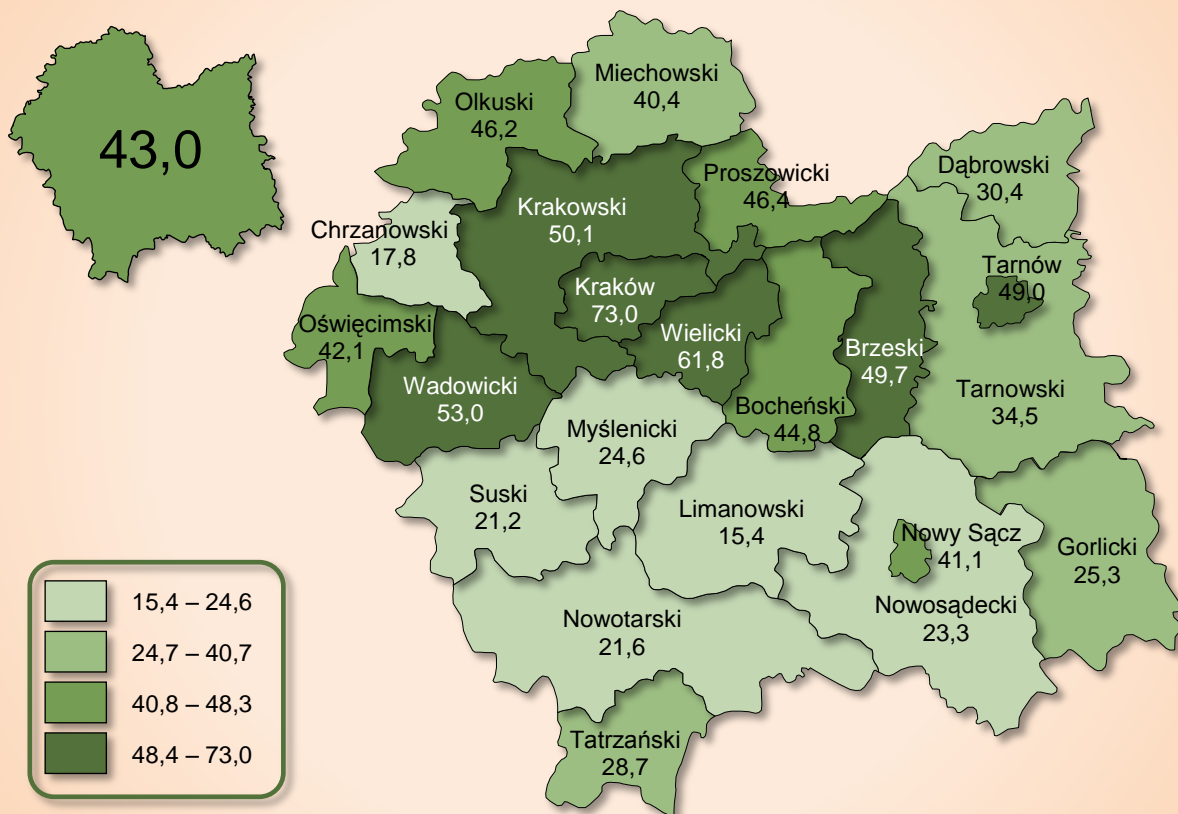 43,0
Miechowski
40,4
Olkuski
46,2
Proszowicki
46,4
Dąbrowski
30,4
Krakowski
50,1
Chrzanowski
17,8
Tarnów
49,0
Kraków
73,0
Oświęcimski
42,1
Wielicki
61,8
Brzeski
49,7
Wadowicki
53,0
Tarnowski
34,5
Bocheński
44,8
Myślenicki
24,6
Suski
21,2
Limanowski
15,4
Nowy Sącz
41,1
Gorlicki
25,3
Nowosądecki
23,3
Nowotarski
21,6
Tatrzański
28,7
15,4 – 24,6
24,7 – 40,7
40,8 – 48,3
48,4 – 73,0